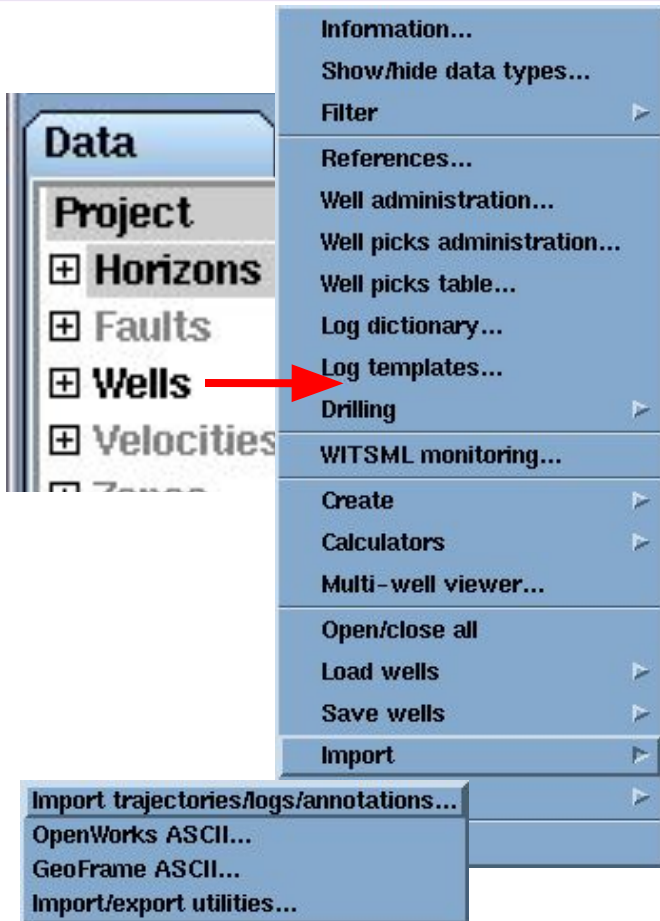 Data
Project
Horizons
Faults
Wells
Velocities
Information...
Show/hide data types...
Filter
References...
Well administration...
Well picks administration...
Well picks table...
Log dictionary...
Log templates...
Drilling
WITSML monitoring...
Create
Calculators
Multi-well viewer...
Open/close all
Load wells
Save wells
Import
Import trajectories/logs/annotations...
OpenWorks ASCII...
GeoFrame ASCII...
Import/export utilities...